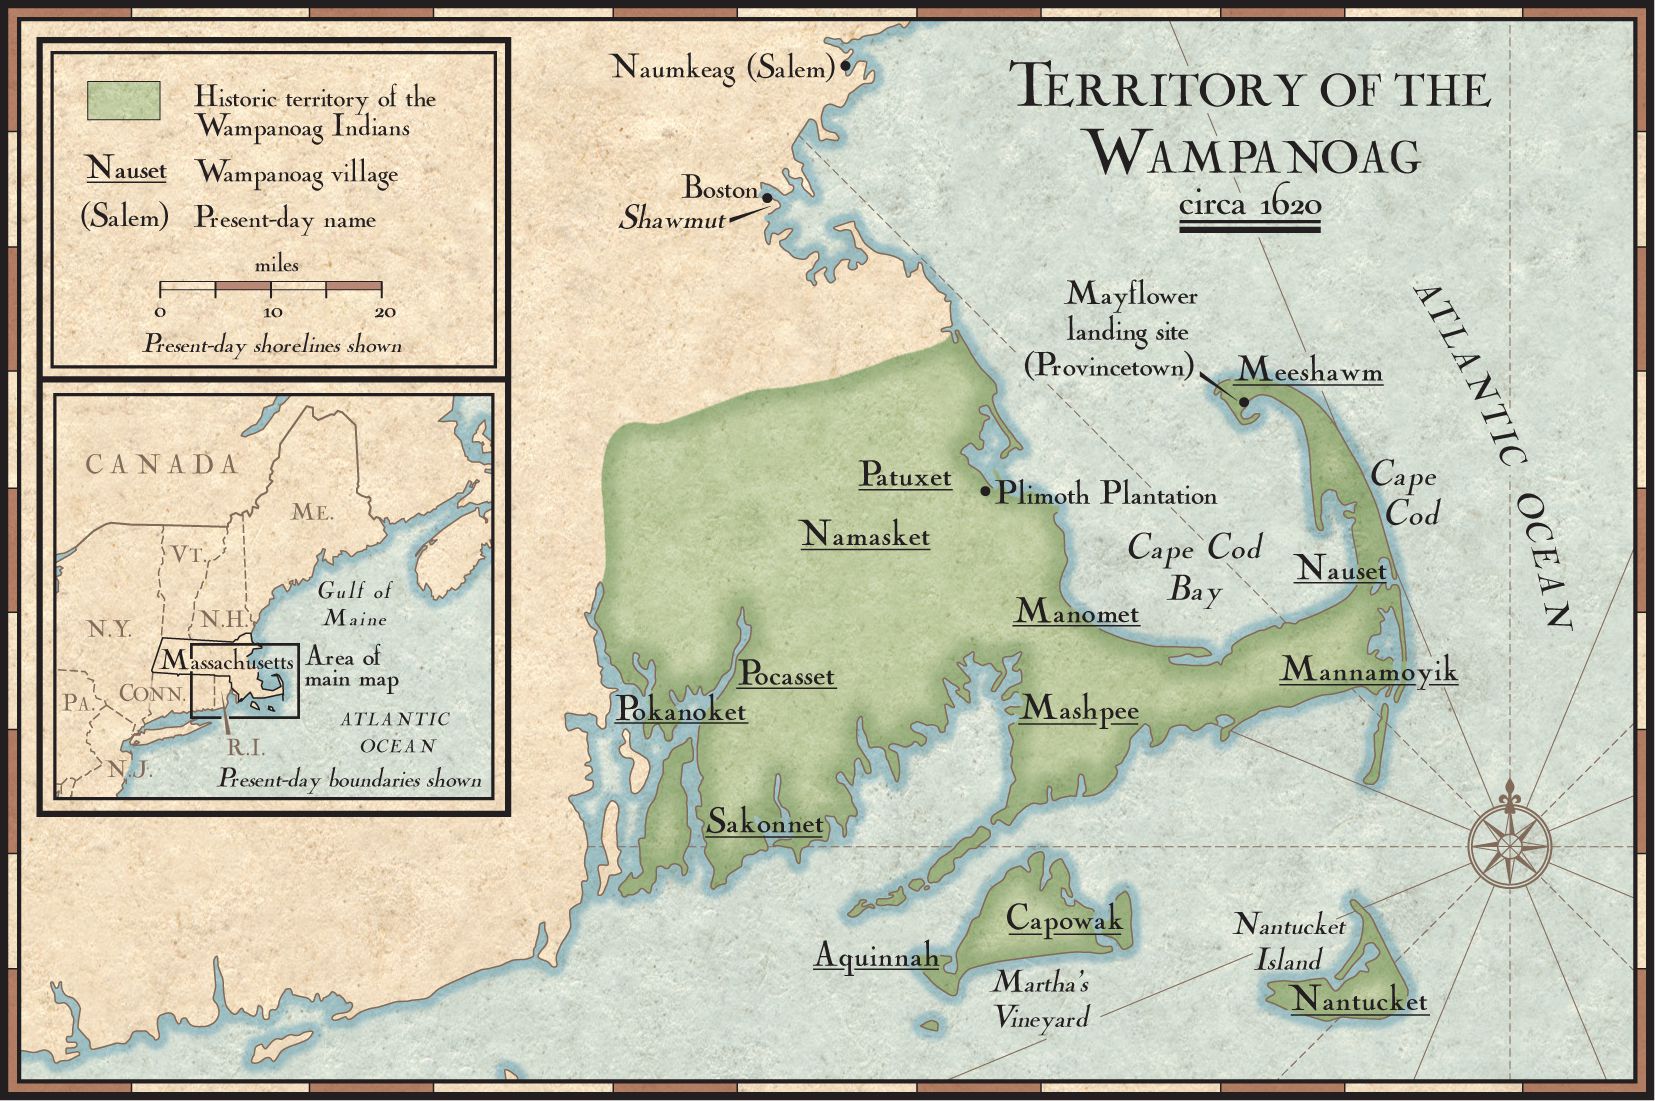 TERRITORY OF THE
WAMPANOAG
circa 1620
Historic territory of the
Wampanoag Indians
Nauset
Wampanoag village
(Salem)
Present-day name
miles
0 10 20
Present-day shorelines shown
CANADA
ME.
VT.
N.H.
N.Y.
Gulf of
Maine
Massachusetts
Area of
main map
CONN.
PA.
R.I.
N.J.
ATLANTIC
OCEAN
Present-day boundaries shown
Naumkeag (Salem)
Boston
Shawmut
Mayflower
landing site
(Provincetown)
Meeshawm
ATLANTIC OCEAN
Cape
Cod
Patuxet
Plimoth Plantation
Namasket
Cape Cod
Bay
Nauset
Manomet
Mannamoyik
Pocasset
Pokanoket
Mashpee
Sakonnet
Capowak
Aquinnah
Martha's
Vineyard
Nantucket
Island
Nantucket